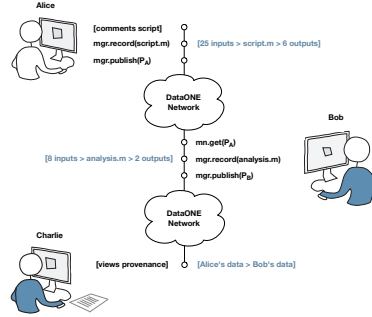 Alice
[comments script]
mgr.record(script.m) [25 inputs > script.m > 6 outputs]
mgr.publish(PA)
DataONE
Network
Bob
mn.get(PA)
[8 inputs > analysis.m > 2 outputs] mgr.record(analysis.m)
mgr.publish(PB)
DataONE
Network
Charlie
[views provenance] [Alice's data > Bob's data]